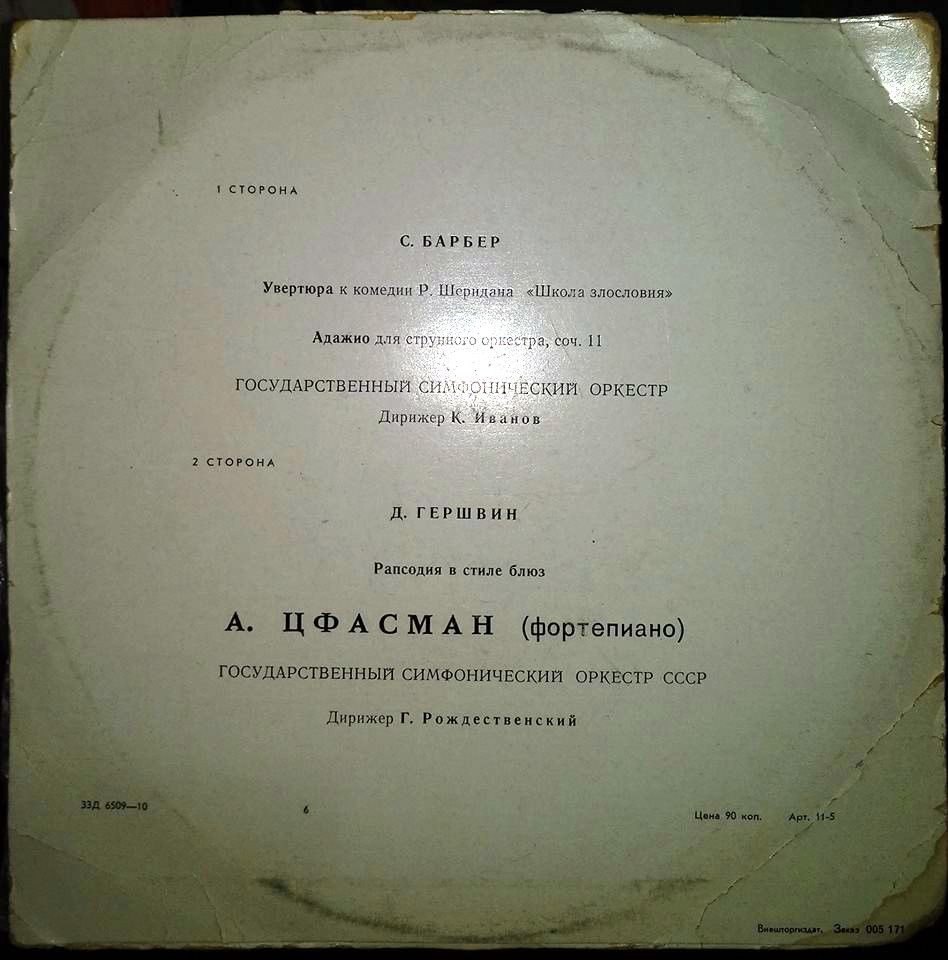 1 СТОРОНА
С. БАРБЕР
Увертюра к комедии Р. Шеридана «Школа злословия»
Адажио для струнного оркестра, соч. 11
ГОСУДАРСТВЕННЫЙ СИМФОНИЧЕСКИЙ ОРКЕСТР
Дирижер К. Иванов
2 СТОРОНА
Д. ГЕРШВИН
Рапсодия в стиле блюз
А. ЦФАСМАН (фортепиано)
ГОСУДАРСТВЕННЫЙ СИМФОНИЧЕСКИЙ ОРКЕСТР СССР
Дирижер Г. Рождественский
33Д 6509—10 6 Цена 90 коп. Арт. 11-5
Внешторгиздат. Заказ 005 171